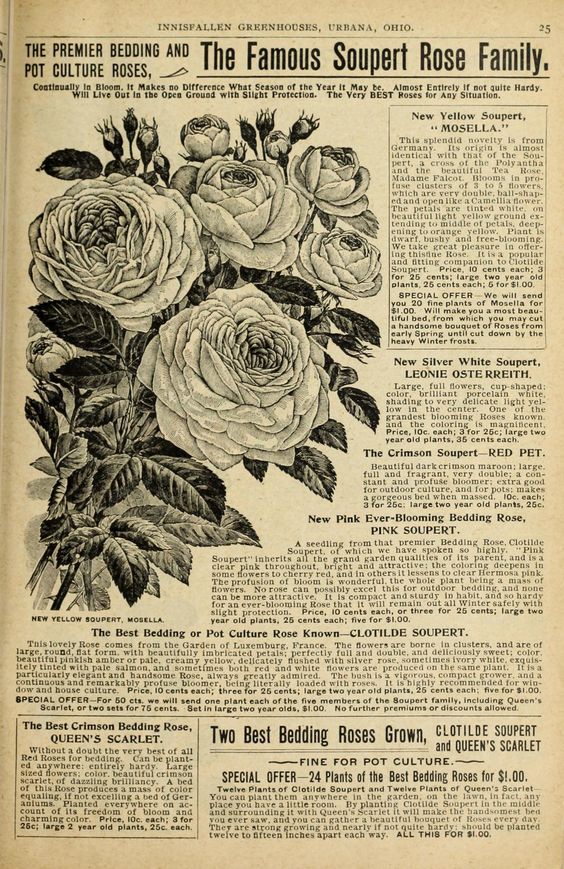 INNISFALLEN GREENHOUSES, URBANA, OHIO.
25
THE PREMIER BEDDING AND
POT CULTURE ROSES,
The Famous Soupert Rose Family.
Continually in Bloom, it Makes no Difference What Season of the Year it May be. Almost Entirely if not quite Hardy.
Will Live Out in the Open Ground with Slight Protection. The Very BEST Roses for Any Situation.
New Yellow Soupert,
"MOSELLA."
This splendid novelty is from
Germany. Its origin is almost
identical with that of the Sou-
pert, a cross of the Polyantha
and the beautiful Tea Rose,
Madame Falcot. Blooms in pro-
fuse clusters of 3 to 5 flowers,
which are very double, ball-shap-
ed and open like a Camellia flower.
The petals are tinted white, on
beautiful light yellow ground ex-
tending to middle of petals, deep-
ening to orange yellow. Plant is
dwarf, bushy and free-blooming.
We take great pleasure in offer-
ing this fine Rose. It is a popular
and fitting companion to Clotilde
Soupert. Price, 10 cents each; 3
for 25 cents; large two year old
plants, 25 cents each; 5 for $1.00.
SPECIAL OFFER—We will send
you 20 fine plants of Mosella for
$1.00. Will make you a most beau-
tiful bed, from which you may cut
a handsome bouquet of Roses from
early Spring until cut down by the
heavy Winter frosts.
New Silver White Soupert,
LEONIE OSTERREITH.
Large, full flowers, cup-shaped;
color, brilliant porcelain white,
shading to very delicate light yel-
low in the center. One of the
grandest blooming Roses known,
and the coloring is magnificent.
Price, 10c. each; 3 for 25c; large two
year old plants, 35 cents each.
The Crimson Soupert—RED PET.
Beautiful dark crimson maroon; large,
full and fragrant, very double; a con-
stant and profuse bloomer; extra good
for outdoor culture, and for pots; makes
a gorgeous bed when massed. 10c. each;
3 for 25c; large two year old plants, 25c.
New Pink Ever-Blooming Bedding Rose,
PINK SOUPERT.
A seedling from that premier Bedding Rose, Clotilde
Soupert, of which we have spoken so highly. "Pink
Soupert" inherits all the grand garden qualities of its parent, and is a
clear pink throughout, bright and attractive; the coloring deepens in
some flowers to cherry red, and in others it lessens to clear Hermosa pink.
The profusion of bloom is wonderful, the whole plant being a mass of
flowers. No rose can possibly excel this for outdoor bedding, and none
can be more attractive. It is compact and sturdy in habit, and so hardy
for an ever-blooming Rose that it will remain out all Winter safely with
slight protection. Price, 10 cents each, or three for 25 cents; large two
year old plants, 25 cents each; five for $1.00.
NEW YELLOW SOUPERT, MOSELLA.
The Best Bedding or Pot Culture Rose Known—CLOTILDE SOUPERT.
This lovely Rose comes from the Garden of Luxemburg, France. The flowers are borne in clusters, and are of
large, round, flat form, with beautifully imbricated petals; perfectly full and double, and deliciously sweet; color,
beautiful pinkish amber or pale, creamy yellow, delicately flushed with silver rose, sometimes ivory white, exquis-
itely tinted with pale salmon, and sometimes both red and white flowers are produced on the same plant. It is a
particularly elegant and handsome Rose, always greatly admired. The bush is a vigorous, compact grower, and a
continuous and remarkably profuse bloomer, being literally loaded with roses. It is highly recommended for win-
dow and house culture. Price, 10 cents each; three for 25 cents; large two year old plants, 25 cents each; five for $1.00.
SPECIAL OFFER—For 50 cts. we will send one plant each of the five members of the Soupert family, including Queen's
Scarlet, or two sets for 75 cents. Set in large two year olds, $1.00. No further premiums or discounts allowed.
The Best Crimson Bedding Rose,
QUEEN'S SCARLET.
Without a doubt the very best of all
Red Roses for bedding. Can be plant-
ed anywhere; entirely hardy. Large
sized flowers; color, beautiful crimson
scarlet, of dazzling brilliancy. A bed
of this Rose produces a mass of color
equaling, if not excelling a bed of Ger-
aniums. Planted everywhere on ac-
count of its freedom of bloom and
charming color. Price, 10c. each; 3 for
25c; large 2 year old plants, 25c. each.
Two Best Bedding Roses Grown,
CLOTILD SOUPERT
and QUEEN'S SCARLET
FINE FOR POT CULTURE.
SPECIAL OFFER—24 Plants of the Best Bedding Roses for $1.00.
Twelve Plants of Clotild Soupert and Twelve Plants of Queen's Scarlet—
You can plant them anywhere in the garden, on the lawn, in fact, any
place you have a little room. By planting Clotilde Soupert in the middle
and surrounding it with Queen's Scarlet it will make the handsomest bed
you ever saw, and you can gather a beautiful bouquet of Roses every day.
They are strong growing and nearly if not quite hardy; should be planted
twelve to fifteen inches apart each way. ALL THIS FOR $1.00.